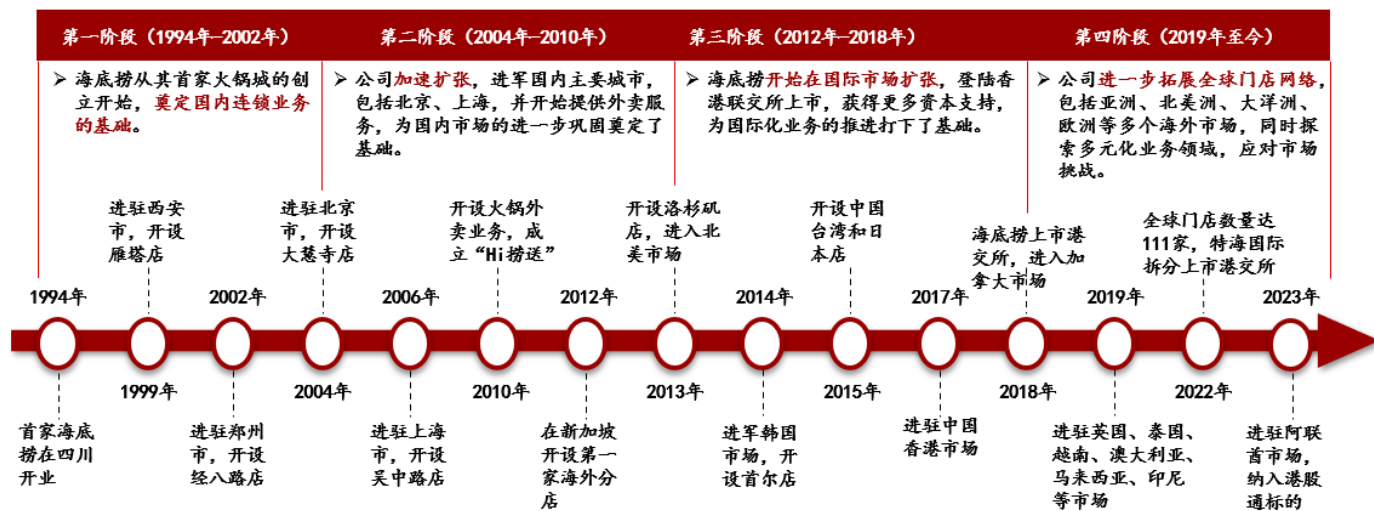 第一阶段（1994年—2002年）
第二阶段（2004年—2010年）
第三阶段（2012年—2018年）
第四阶段（2019年至今）
➢ 海底捞从其首家火锅城的创
立开始，奠定国内连锁业务
的基础。
➢ 公司加速扩张，进军国内主要城市，
包括北京、上海，并开始提供外卖服
务，为国内市场的进一步巩固奠定了
基础。
➢ 海底捞开始在国际市场扩张，登陆香
港联交所上市，获得更多资本支持，
为国际化业务的推进打下了基础。
➢ 公司进一步拓展全球门店网络，
包括亚洲、北美洲、大洋洲、
欧洲等多个海外市场，同时探
索多元化业务领域，应对市场
挑战。
进驻西安
市，开设
雁塔店
进驻北京
市，开设
大慧寺店
开设火锅外
卖业务，成
立“Hi捞送”
开设洛杉矶
店，进入北
美市场
开设中国
台湾和日
本店
海底捞上市港
交所，进入加
拿大市场
全球门店数量达
111家，特海国际
拆分上市港交所
1994年
2002年
2006年
2012年
2014年
2017年
2019年
2023年
1999年
2004年
2010年
2013年
2015年
2018年
2022年
首家海底
捞在四川
开业
进驻郑州
市，开设
经八路店
进驻上海
市，开设
吴中路店
在新加坡
开设第一
家海外分
店
进军韩国
市场，开
设首尔店
进驻中国
香港市场
进驻英国、泰国、
越南、澳大利亚、
马来西亚、印尼
等市场
进驻阿联
酋市场，
纳入港股
通标的